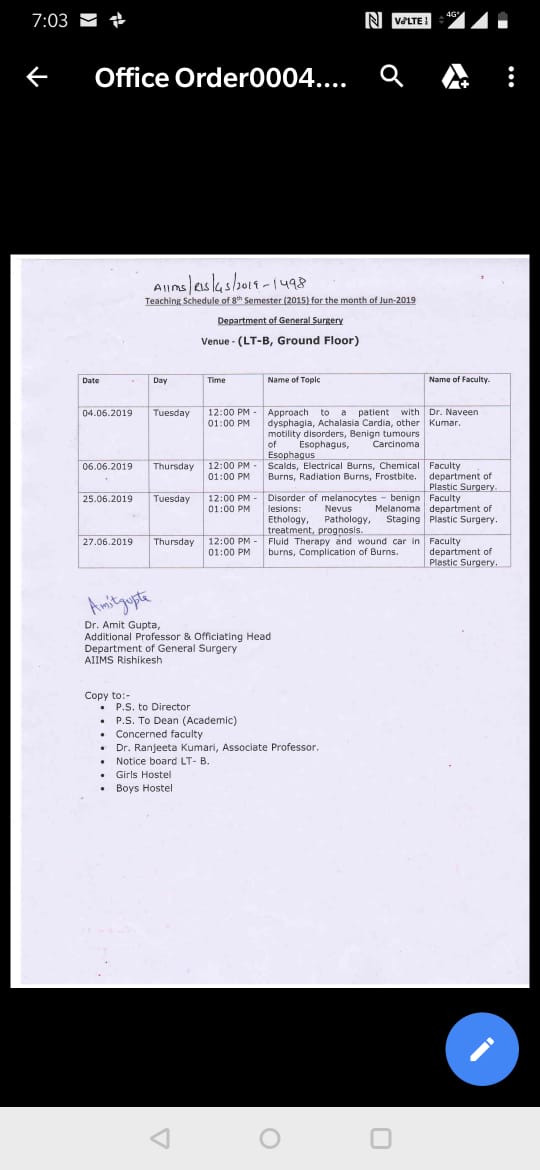 7:03
VoLTE
4G+
Office Order0004....
AIIMS/RIS/GS/2019-1498
Teaching Schedule of 8th Semester (2015) for the month of Jun-2019
Department of General Surgery
Venue - (LT-B, Ground Floor)
Date Day Time Name of Topic Name of Faculty.
04.06.2019 Tuesday 12:00 PM - Approach to a patient with Dr. Naveen
01:00 PM dysphagia, Achalasia Cardia, other Kumar.
motility disorders, Benign tumours
of Esophagus, Carcinoma
Esophagus
06.06.2019 Thursday 12:00 PM - Scalds, Electrical Burns, Chemical Faculty
01:00 PM Burns, Radiation Burns, Frostbite. department of
Plastic Surgery.
25.06.2019 Tuesday 12:00 PM - Disorder of melanocytes – benign Faculty
01:00 PM lesions: Nevus Melanoma department of
Ethology, Pathology, Staging Plastic Surgery.
treatment, prognosis.
27.06.2019 Thursday 12:00 PM - Fluid Therapy and wound car in Faculty
01:00 PM burns, Complication of Burns. department of
Plastic Surgery.
Amitgupta
Dr. Amit Gupta,
Additional Professor & Officiating Head
Department of General Surgery
AIIMS Rishikesh
Copy to:-
• P.S. to Director
• P.S. To Dean (Academic)
• Concerned faculty
• Dr. Ranjeeta Kumari, Associate Professor.
• Notice board LT- B.
• Girls Hostel
• Boys Hostel